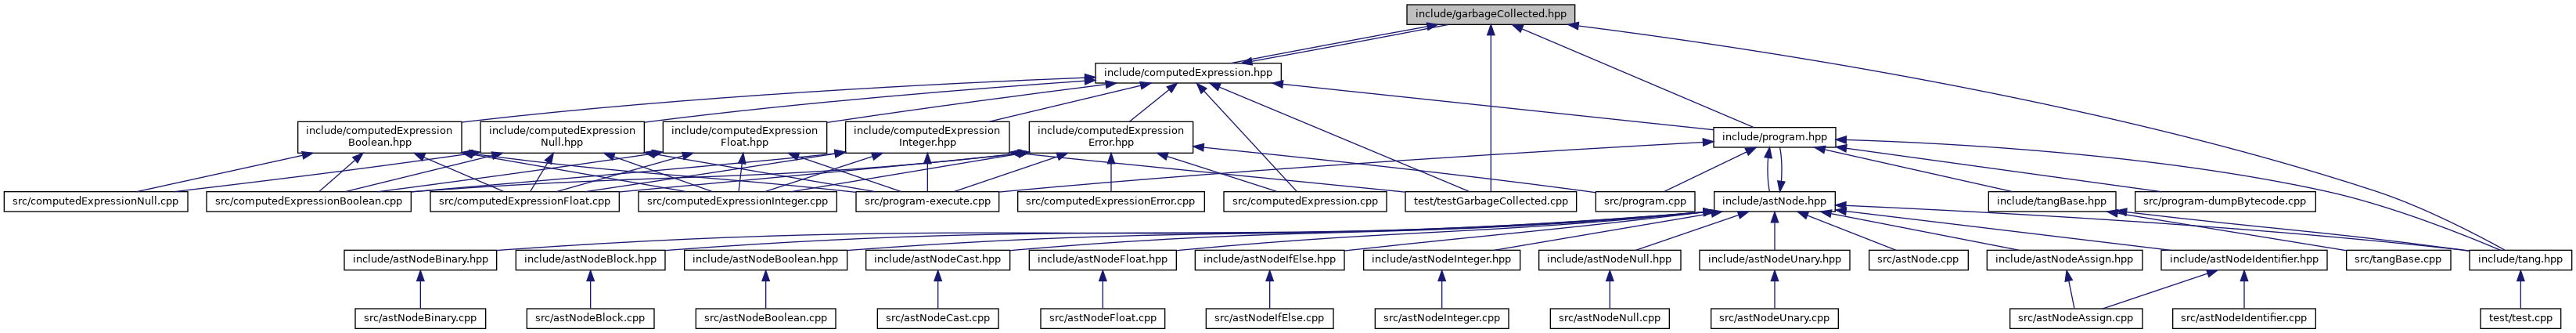 include/garbageCollected.hpp
include/computedExpression.hpp
include/computedExpression
Boolean.hpp
include/computedExpression
Null.hpp
include/computedExpression
Float.hpp
include/computedExpression
Integer.hpp
include/computedExpression
Error.hpp
include/program.hpp
src/computedExpressionNull.cpp
src/computedExpressionBoolean.cpp
src/computedExpressionFloat.cpp
src/computedExpressionInteger.cpp
src/program-execute.cpp
src/computedExpressionError.cpp
src/computedExpression.cpp
test/testGarbageCollected.cpp
src/program.cpp
include/astNode.hpp
include/tangBase.hpp
src/program-dumpBytecode.cpp
include/astNodeBinary.hpp
include/astNodeBlock.hpp
include/astNodeBoolean.hpp
include/astNodeCast.hpp
include/astNodeFloat.hpp
include/astNodeIfElse.hpp
include/astNodeInteger.hpp
include/astNodeNull.hpp
include/astNodeUnary.hpp
src/astNode.cpp
include/astNodeAssign.hpp
include/astNodeIdentifier.hpp
src/tangBase.cpp
include/tang.hpp
src/astNodeBinary.cpp
src/astNodeBlock.cpp
src/astNodeBoolean.cpp
src/astNodeCast.cpp
src/astNodeFloat.cpp
src/astNodeIfElse.cpp
src/astNodeInteger.cpp
src/astNodeNull.cpp
src/astNodeUnary.cpp
src/astNodeAssign.cpp
src/astNodeIdentifier.cpp
test/test.cpp